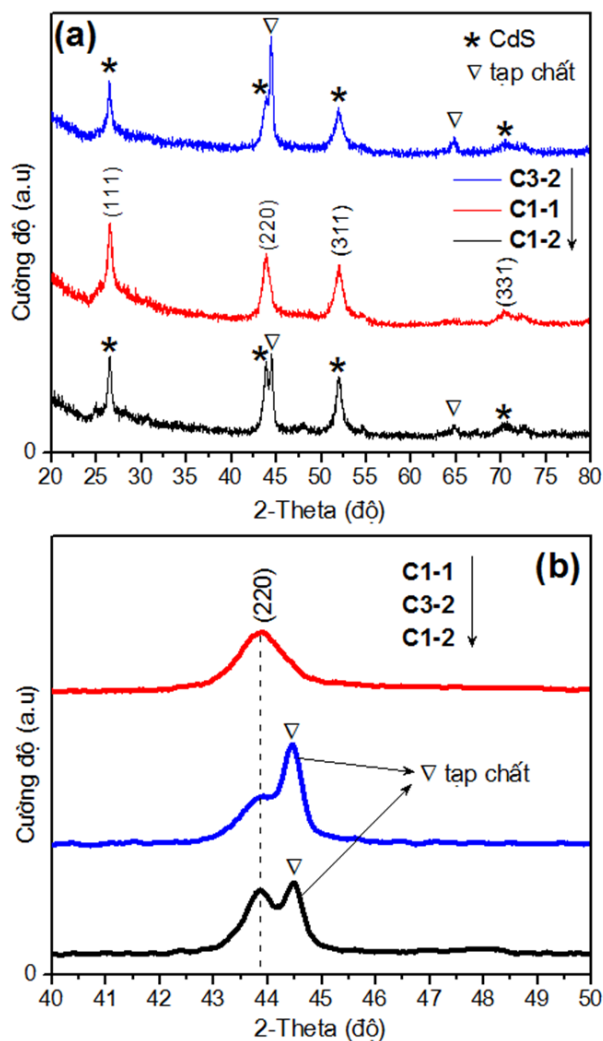 (a)
* CdS
▽ tạp chất
C3-2
C1-1
C1-2
(111)
(220)
(311)
(331)
Cường độ (a.u)
0
20 25 30 35 40 45 50 55 60 65 70 75 80
2-Theta (độ)
(b)
C1-1
C3-2
C1-2
(220)
▽ tạp chất
Cường độ (a.u)
0
40 41 42 43 44 45 46 47 48 49 50
2-Theta (độ)